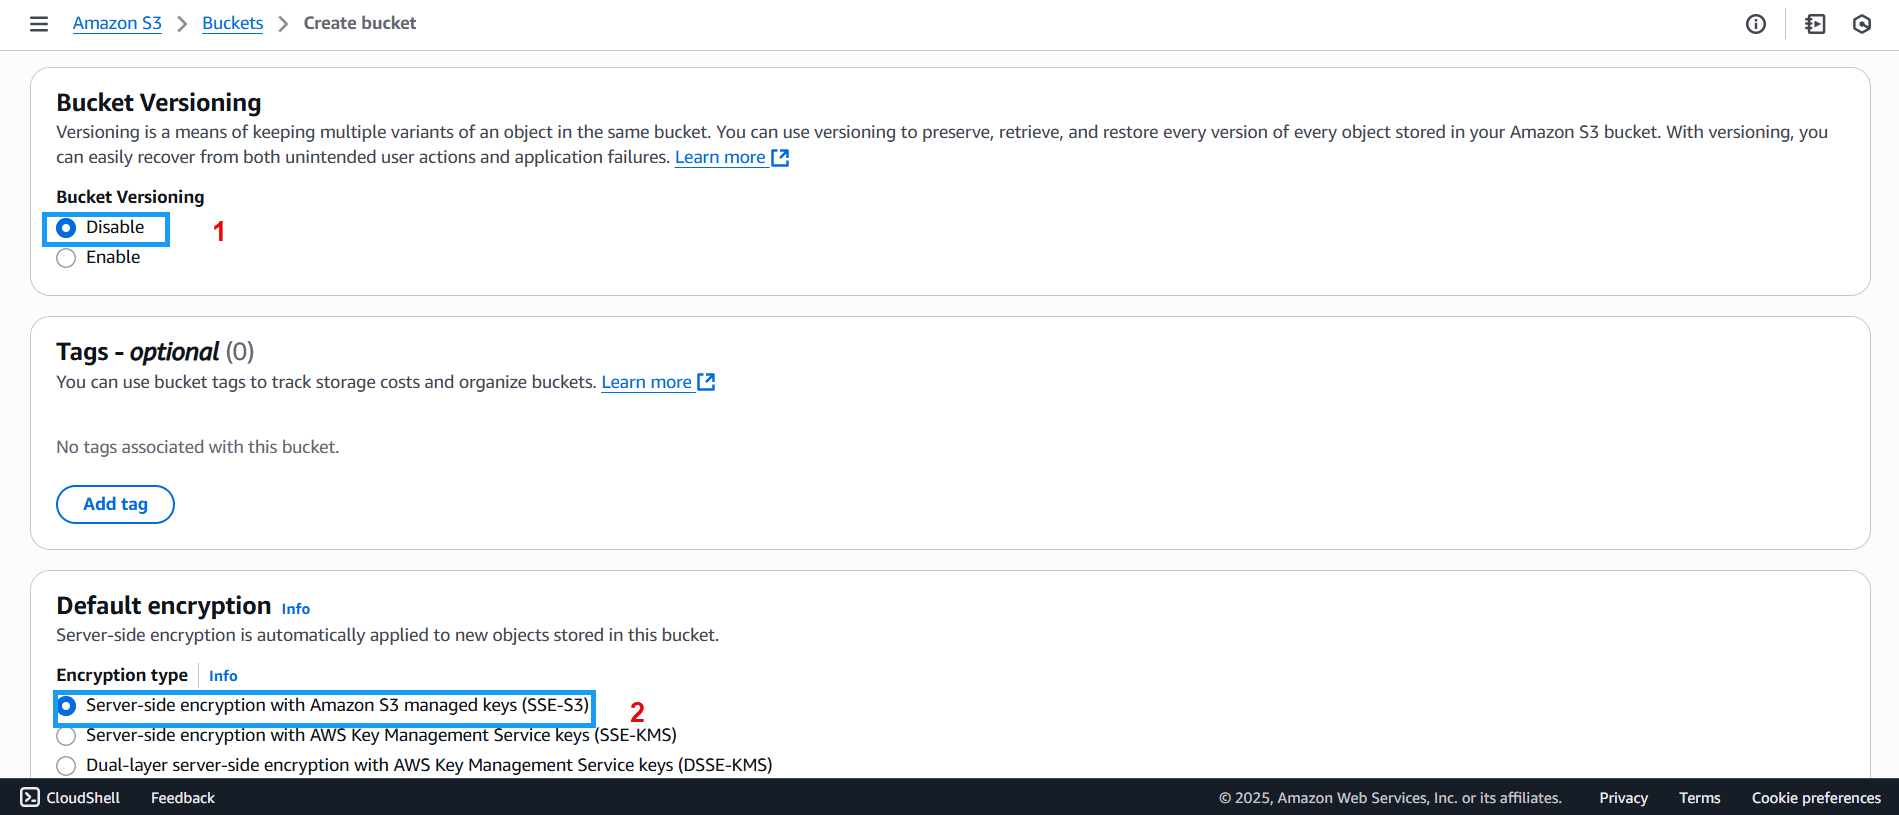 Amazon S3 > Buckets > Create bucket
Bucket Versioning
Versioning is a means of keeping multiple variants of an object in the same bucket. You can use versioning to preserve, retrieve, and restore every version of every object stored in your Amazon S3 bucket. With versioning, you
can easily recover from both unintended user actions and application failures. Learn more
Bucket Versioning
Disable 1
Enable
Tags - optional (0)
You can use bucket tags to track storage costs and organize buckets. Learn more
No tags associated with this bucket.
Add tag
Default encryption Info
Server-side encryption is automatically applied to new objects stored in this bucket.
Encryption type Info
Server-side encryption with Amazon S3 managed keys (SSE-S3) 2
Server-side encryption with AWS Key Management Service keys (SSE-KMS)
Dual-layer server-side encryption with AWS Key Management Service keys (DSSE-KMS)
CloudShell Feedback © 2025, Amazon Web Services, Inc. or its affiliates. Privacy Terms Cookie preferences